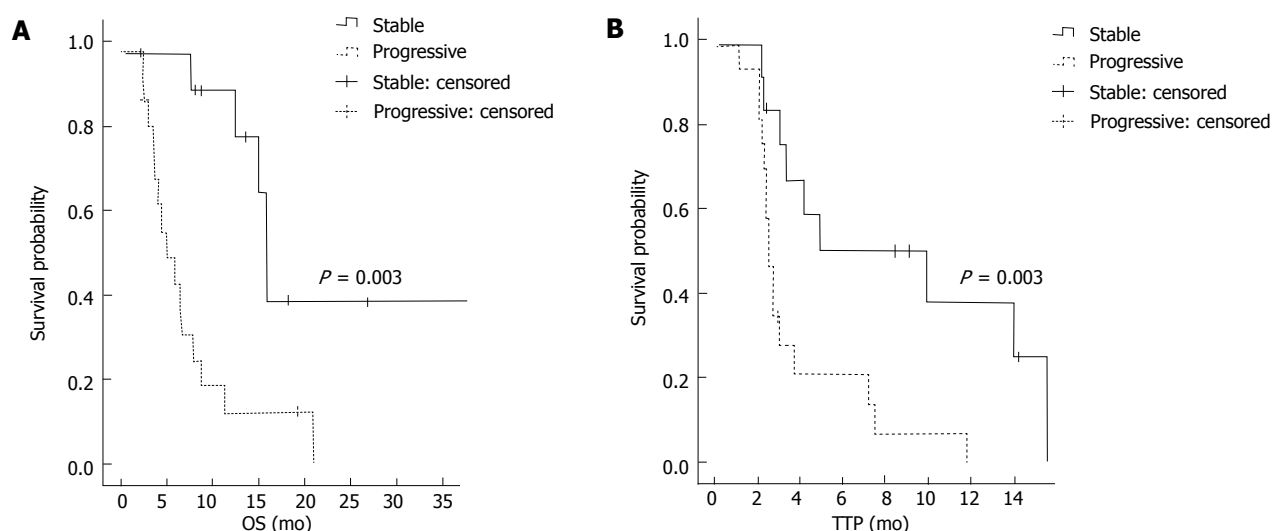 A
Stable
Progressive
Stable: censored
Progressive: censored
1.0
0.8
0.6
0.4
0.2
0.0
Survival probability
P = 0.003
0 5 10 15 20 25 30 35
OS (mo)
B
Stable
Progressive
Stable: censored
Progressive: censored
1.0
0.8
0.6
0.4
0.2
0.0
Survival probability
P = 0.003
0 2 4 6 8 10 12 14
TTP (mo)